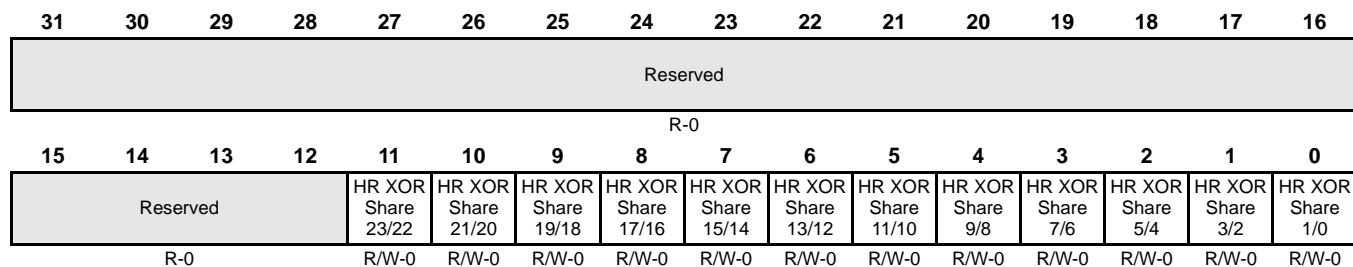 31 30 29 28 27 26 25 24 23 22 21 20 19 18 17 16
Reserved
R-0
15 14 13 12 11 10 9 8 7 6 5 4 3 2 1 0
Reserved HR XOR HR XOR HR XOR HR XOR HR XOR HR XOR HR XOR HR XOR HR XOR HR XOR HR XOR HR XOR
Share Share Share Share Share Share Share Share Share Share Share Share
23/22 21/20 19/18 17/16 15/14 13/12 11/10 9/8 7/6 5/4 3/2 1/0
R-0 R/W-0 R/W-0 R/W-0 R/W-0 R/W-0 R/W-0 R/W-0 R/W-0 R/W-0 R/W-0 R/W-0 R/W-0